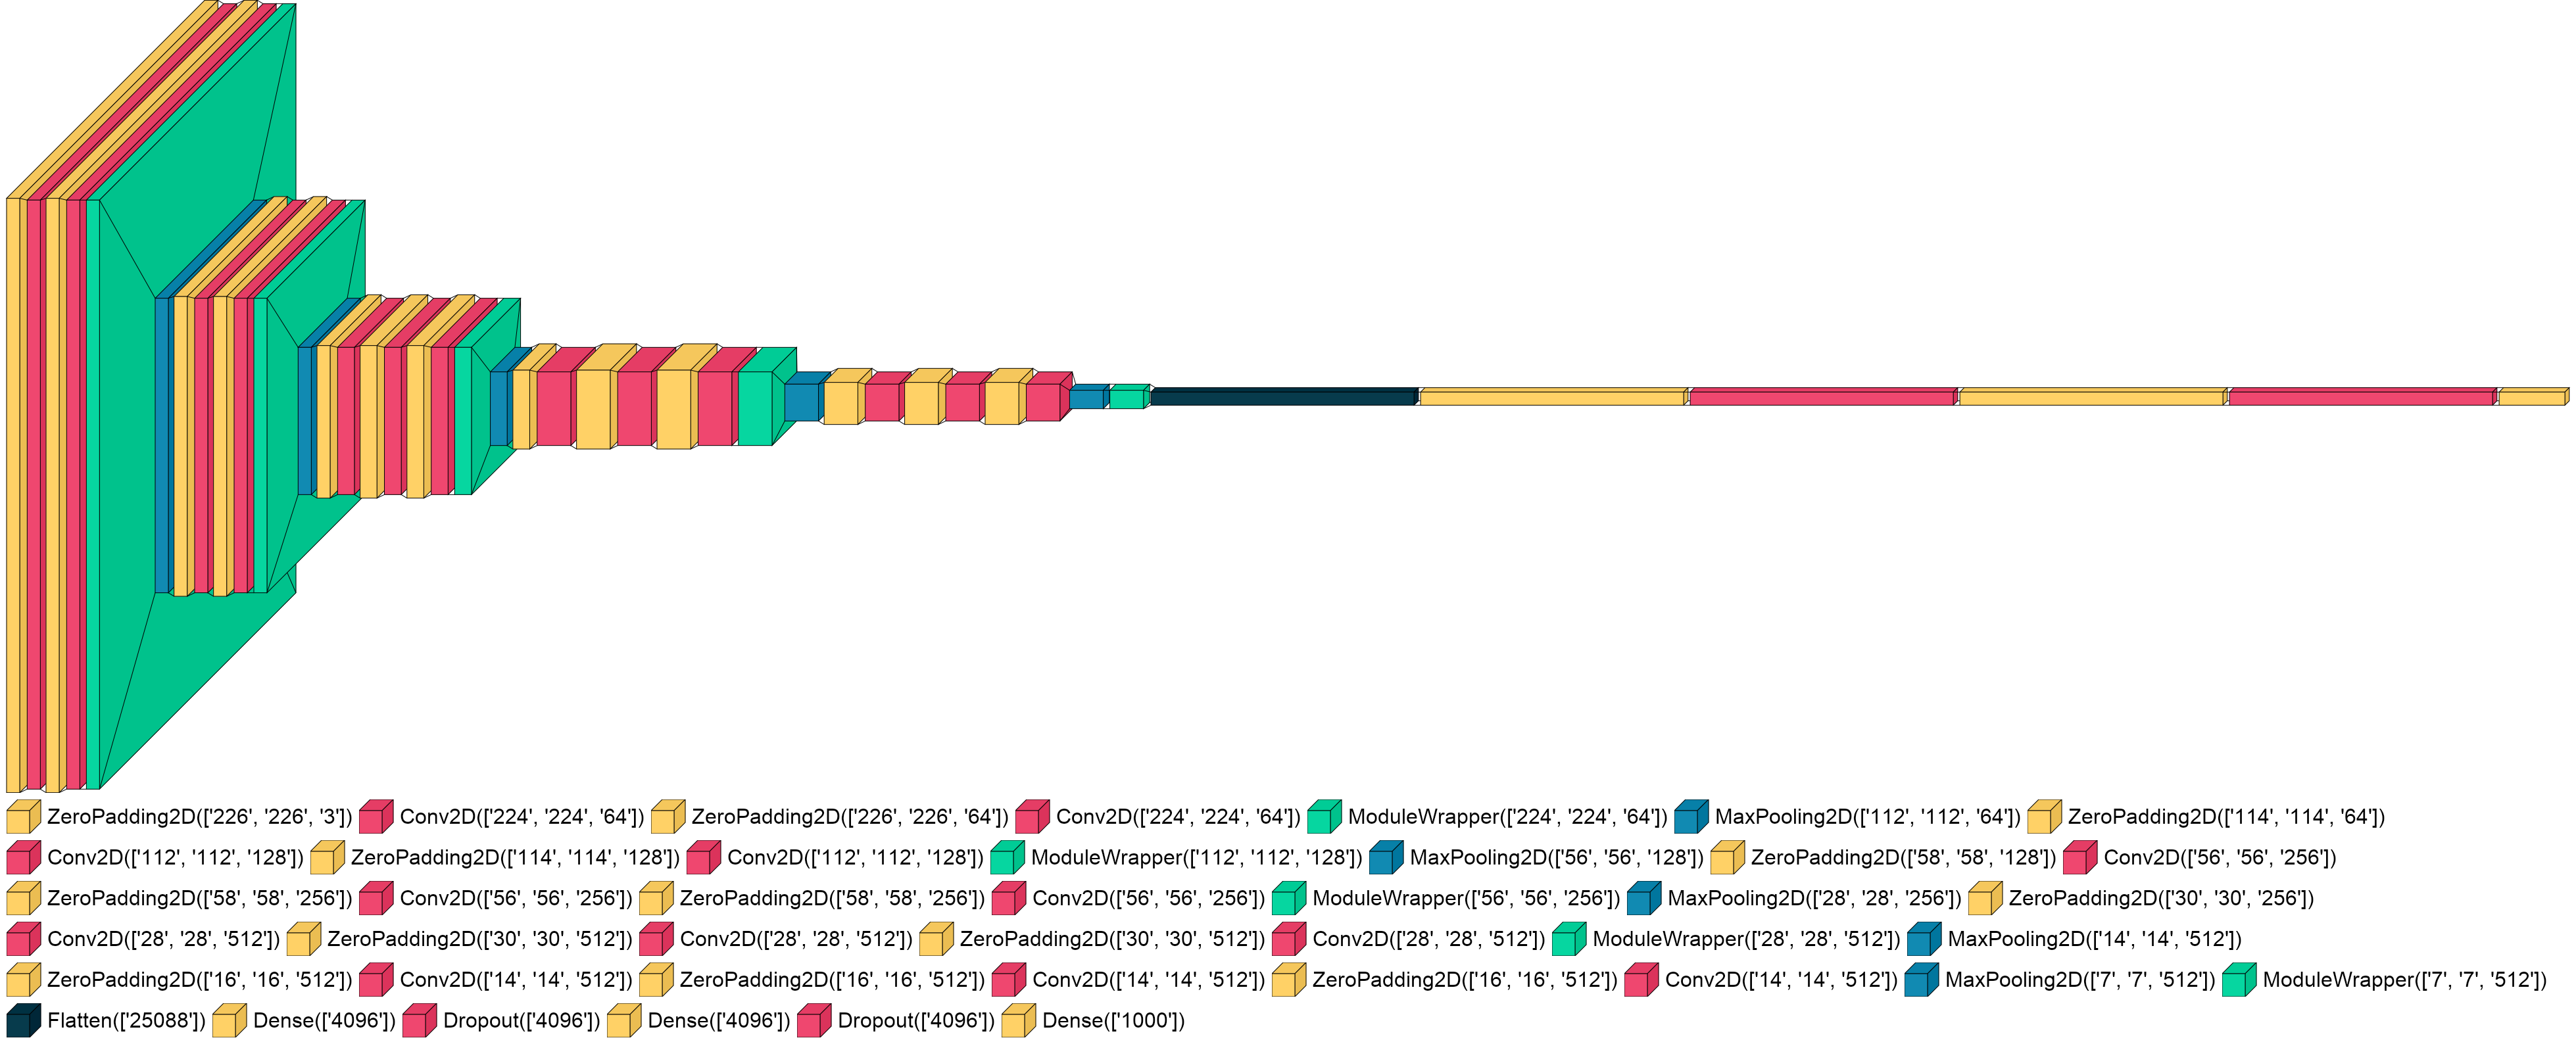 ZeroPadding2D(['226', '226', '3']) Conv2D(['224', '224', '64']) ZeroPadding2D(['226', '226', '64']) Conv2D(['224', '224', '64']) ModuleWrapper(['224', '224', '64']) MaxPooling2D(['112', '112', '64']) ZeroPadding2D(['114', '114', '64'])
Conv2D(['112', '112', '128']) ZeroPadding2D(['114', '114', '128']) Conv2D(['112', '112', '128']) ModuleWrapper(['112', '112', '128']) MaxPooling2D(['56', '56', '128']) ZeroPadding2D(['58', '58', '128']) Conv2D(['56', '56', '256'])
ZeroPadding2D(['58', '58', '256']) Conv2D(['56', '56', '256']) ZeroPadding2D(['58', '58', '256']) Conv2D(['56', '56', '256']) ModuleWrapper(['56', '56', '256']) MaxPooling2D(['28', '28', '256']) ZeroPadding2D(['30', '30', '256'])
Conv2D(['28', '28', '512']) ZeroPadding2D(['30', '30', '512']) Conv2D(['28', '28', '512']) ZeroPadding2D(['30', '30', '512']) Conv2D(['28', '28', '512']) ModuleWrapper(['28', '28', '512']) MaxPooling2D(['14', '14', '512'])
ZeroPadding2D(['16', '16', '512']) Conv2D(['14', '14', '512']) ZeroPadding2D(['16', '16', '512']) Conv2D(['14', '14', '512']) ZeroPadding2D(['16', '16', '512']) Conv2D(['14', '14', '512']) MaxPooling2D(['7', '7', '512']) ModuleWrapper(['7', '7', '512'])
Flatten(['25088']) Dense(['4096']) Dropout(['4096']) Dense(['4096']) Dropout(['4096']) Dense(['1000'])